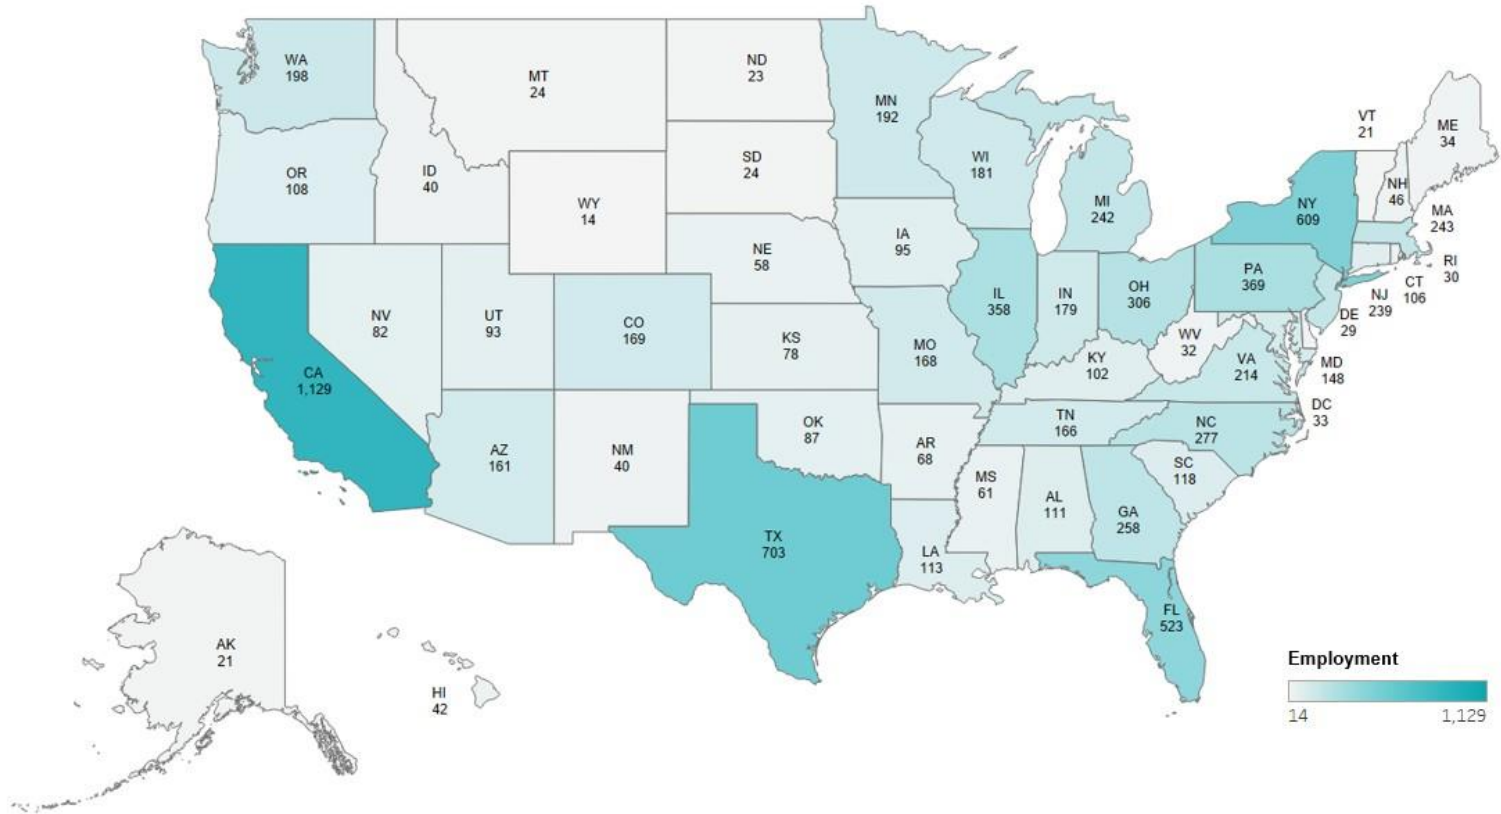 WA
198
MT
24
ND
23
MN
192
VT
21
ME
34
OR
108
ID
40
WY
14
SD
24
WI
181
MI
242
NY
609
NH
46
MA
243
RI
30
CT
106
NJ
239
IA
95
NE
58
PA
369
IL
358
IN
179
OH
306
DE
29
NV
82
UT
93
CO
169
KS
78
MO
168
WV
32
KY
102
VA
214
MD
148
CA
1,129
DC
33
AZ
161
NM
40
OK
87
AR
68
TN
166
NC
277
SC
118
MS
61
AL
111
GA
258
TX
703
LA
113
FL
523
AK
21
HI
42
Employment
14 1,129